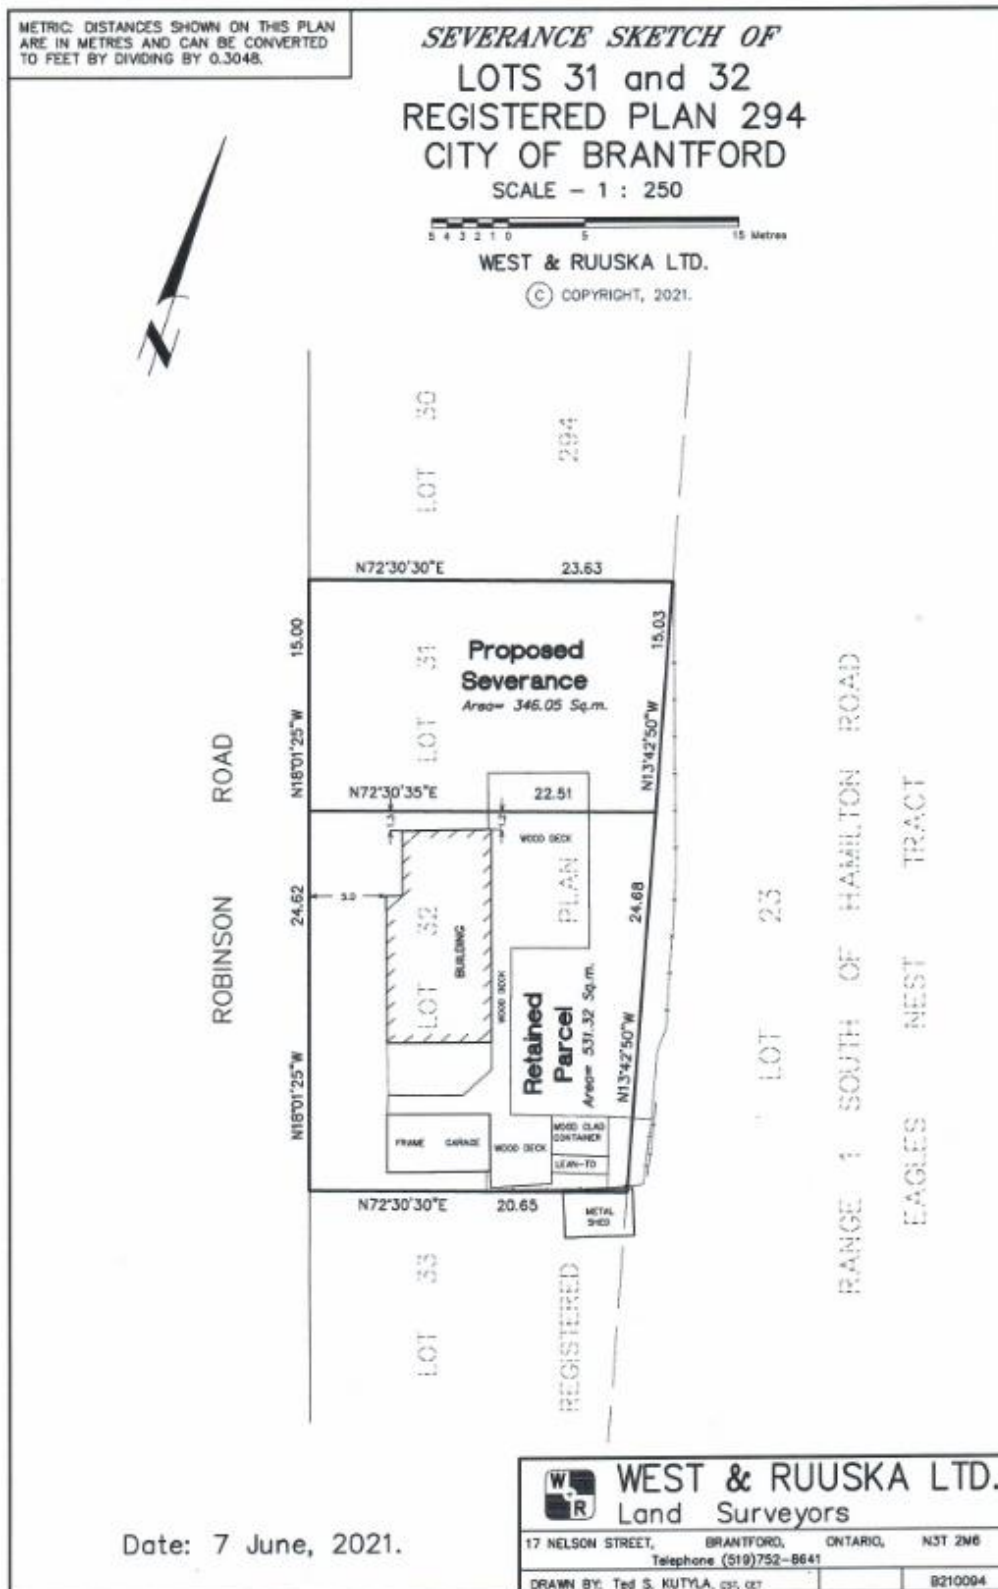 METRIC: DISTANCES SHOWN ON THIS PLAN
ARE IN METRES AND CAN BE CONVERTED
TO FEET BY DIVIDING BY 0.3048.
SEVERANCE SKETCH OF
LOTS 31 and 32
REGISTERED PLAN 294
CITY OF BRANTFORD
SCALE - 1 : 250
5 4 3 2 1 0 5 15 Metres
WEST & RUUSKA LTD.
© COPYRIGHT, 2021.
N
LOT 30
294
N72°30'30"E 23.63
N18°01'25"W 15.00
LOT 31
Proposed
Severance
Area= 346.05 Sq.m.
N13°42'50"W 15.03
N72°30'35"E 22.51
ROBINSON ROAD
1.3
1.2
WOOD DECK
PLAN
N18°01'25"W 24.62
5.0
LOT 32
BUILDING
WOOD DECK
Retained
Parcel
Area= 531.32 Sq.m.
N13°42'50"W 24.68
LOT 23
RANGE 1 SOUTH OF HAMILTON ROAD
EAGLES NEST TRACT
FRAME GARAGE
WOOD DECK
WOOD CLAD
CONTAINER
LEAN-TO
N72°30'30"E 20.65
METAL
SHED
LOT 33
REGISTERED
Date: 7 June, 2021.
W R
WEST & RUUSKA LTD.
Land Surveyors
17 NELSON STREET, BRANTFORD, ONTARIO, N3T 2M6
Telephone (519)752-8641
DRAWN BY: Ted S. KUTYLA, CST, CET B210094